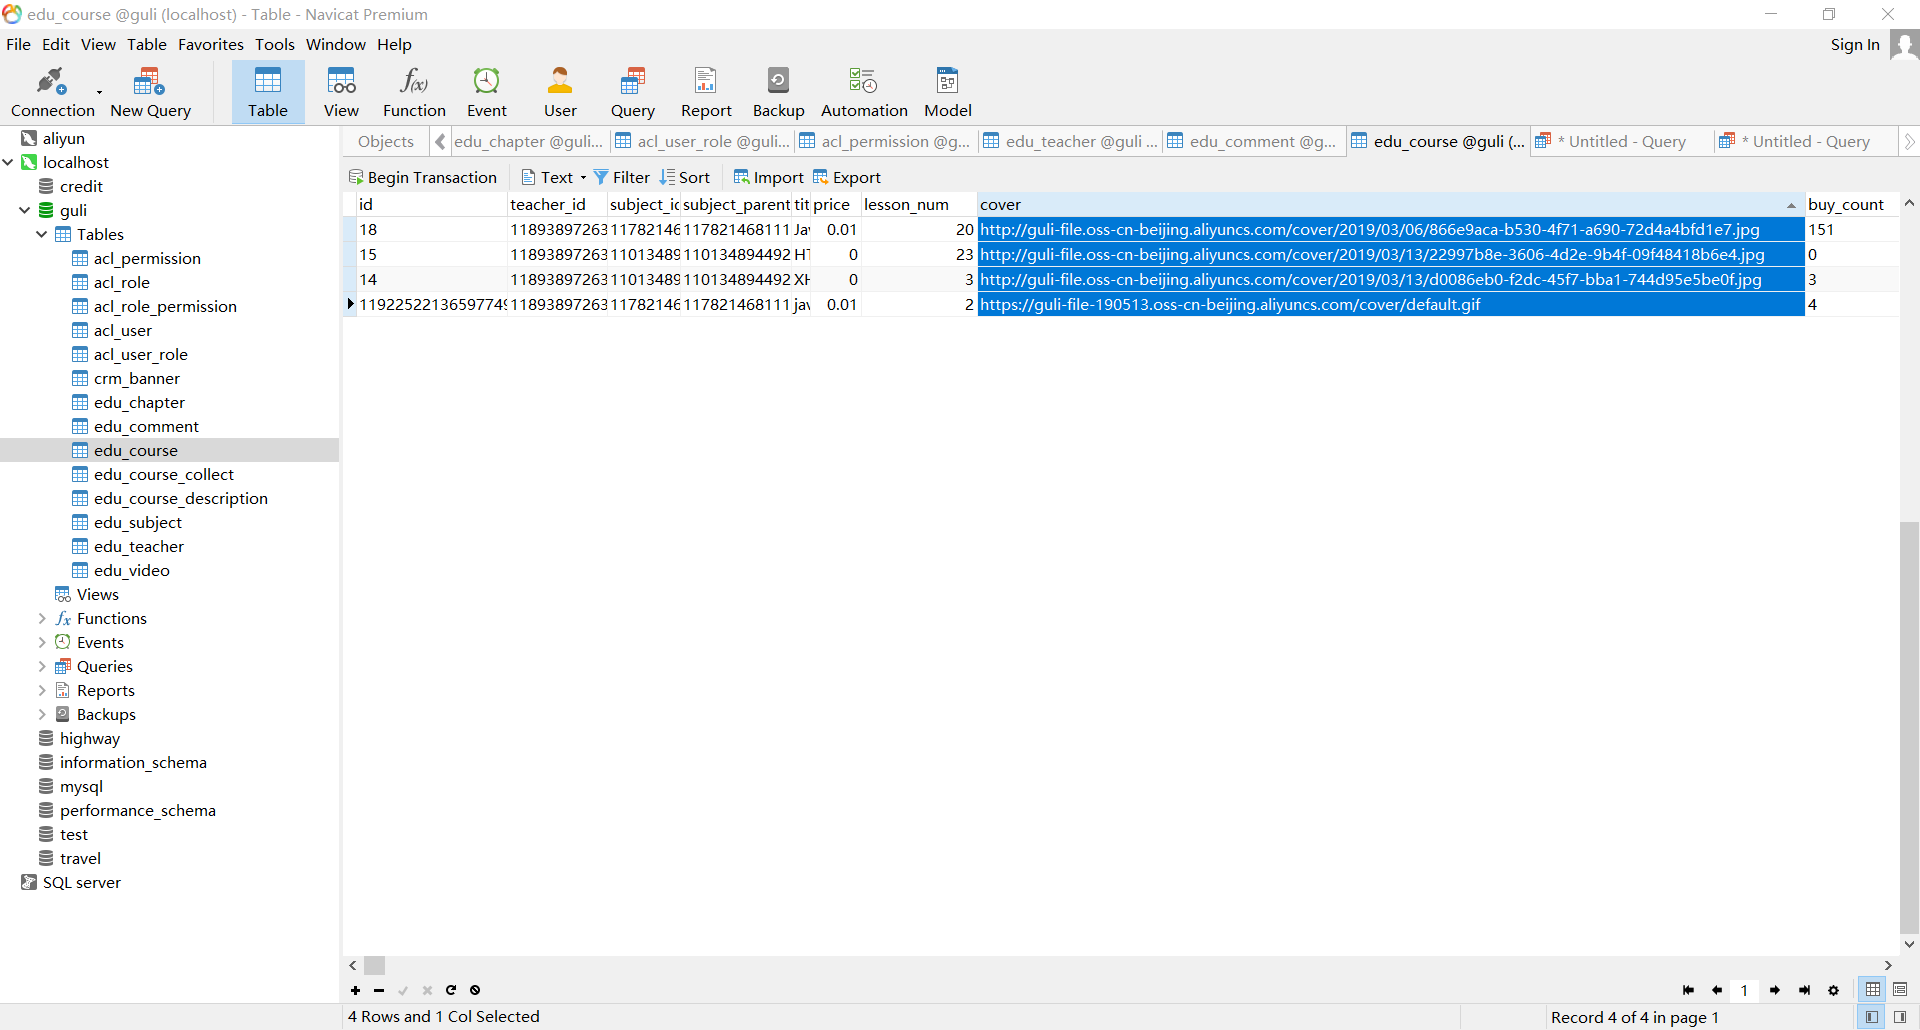 edu_course @guli (localhost) - Table - Navicat Premium
File Edit View Table Favorites Tools Window Help
Sign In
Connection New Query Table View Function Event User Query Report Backup Automation Model
Objects edu_chapter @guli... acl_user_role @guli... acl_permission @g... edu_teacher @guli ... edu_comment @g... edu_course @guli (... * Untitled - Query * Untitled - Query
Begin Transaction Text Filter Sort Import Export
id teacher_id subject_id subject_parent tit price lesson_num cover buy_count
18 11893897263 11782146 117821468111 Jav 0.01 20 http://guli-file.oss-cn-beijing.aliyuncs.com/cover/2019/03/06/866e9aca-b530-4f71-a690-72d4a4bfd1e7.jpg 151
15 11893897263 11013489 110134894492 HT 0 23 http://guli-file.oss-cn-beijing.aliyuncs.com/cover/2019/03/13/22997b8e-3606-4d2e-9b4f-09f48418b6e4.jpg 0
14 11893897263 11013489 110134894492 XH 0 3 http://guli-file.oss-cn-beijing.aliyuncs.com/cover/2019/03/13/d0086eb0-f2dc-45f7-bba1-744d95e5be0f.jpg 3
1192252213659774​9 11893897263 11782146 117821468111 jav 0.01 2 https://guli-file-190513.oss-cn-beijing.aliyuncs.com/cover/default.gif 4
aliyun
localhost
credit
guli
Tables
acl_permission
acl_role
acl_role_permission
acl_user
acl_user_role
crm_banner
edu_chapter
edu_comment
edu_course
edu_course_collect
edu_course_description
edu_subject
edu_teacher
edu_video
Views
Functions
Events
Queries
Reports
Backups
highway
information_schema
mysql
performance_schema
test
travel
SQL server
1
4 Rows and 1 Col Selected
Record 4 of 4 in page 1